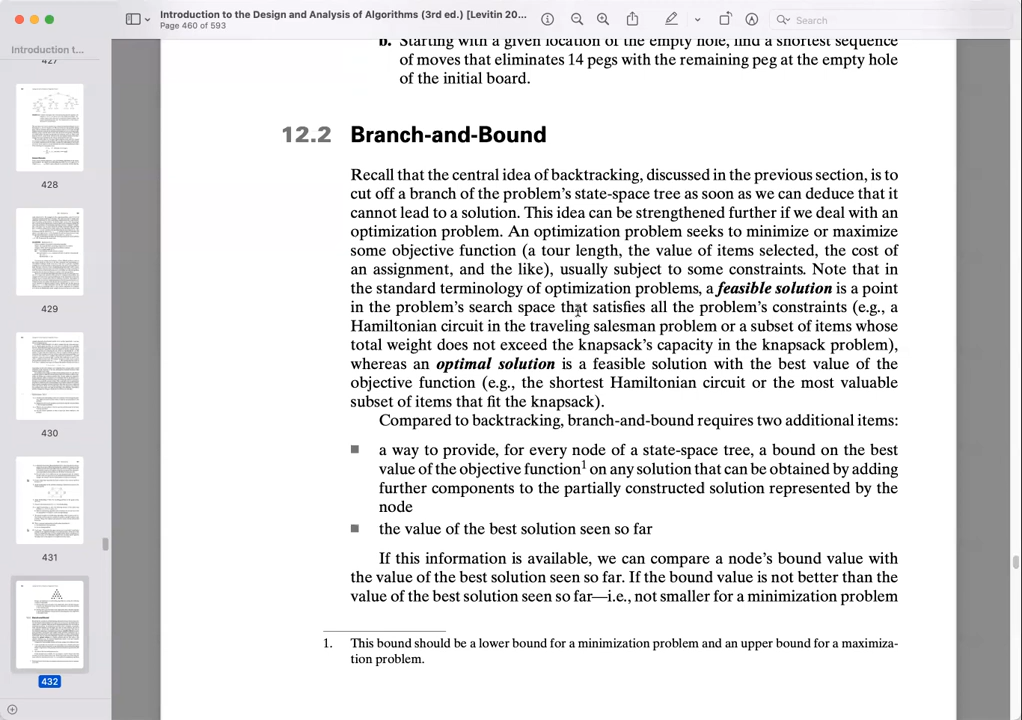 Introduction to the Design and Analysis of Algorithms (3rd ed.) [Levitin 20...
Page 460 of 593
Search
Introduction t...
427
428
429
430
431
432
b. Starting with a given location of the empty hole, find a shortest sequence
of moves that eliminates 14 pegs with the remaining peg at the empty hole
of the initial board.
12.2 Branch-and-Bound
Recall that the central idea of backtracking, discussed in the previous section, is to
cut off a branch of the problem's state-space tree as soon as we can deduce that it
cannot lead to a solution. This idea can be strengthened further if we deal with an
optimization problem. An optimization problem seeks to minimize or maximize
some objective function (a tour length, the value of items selected, the cost of
an assignment, and the like), usually subject to some constraints. Note that in
the standard terminology of optimization problems, a feasible solution is a point
in the problem's search space that satisfies all the problem's constraints (e.g., a
Hamiltonian circuit in the traveling salesman problem or a subset of items whose
total weight does not exceed the knapsack's capacity in the knapsack problem),
whereas an optimal solution is a feasible solution with the best value of the
objective function (e.g., the shortest Hamiltonian circuit or the most valuable
subset of items that fit the knapsack).
Compared to backtracking, branch-and-bound requires two additional items:
a way to provide, for every node of a state-space tree, a bound on the best
value of the objective function1 on any solution that can be obtained by adding
further components to the partially constructed solution represented by the
node
the value of the best solution seen so far
If this information is available, we can compare a node's bound value with
the value of the best solution seen so far. If the bound value is not better than the
value of the best solution seen so far—i.e., not smaller for a minimization problem
1. This bound should be a lower bound for a minimization problem and an upper bound for a maximiza-
tion problem.